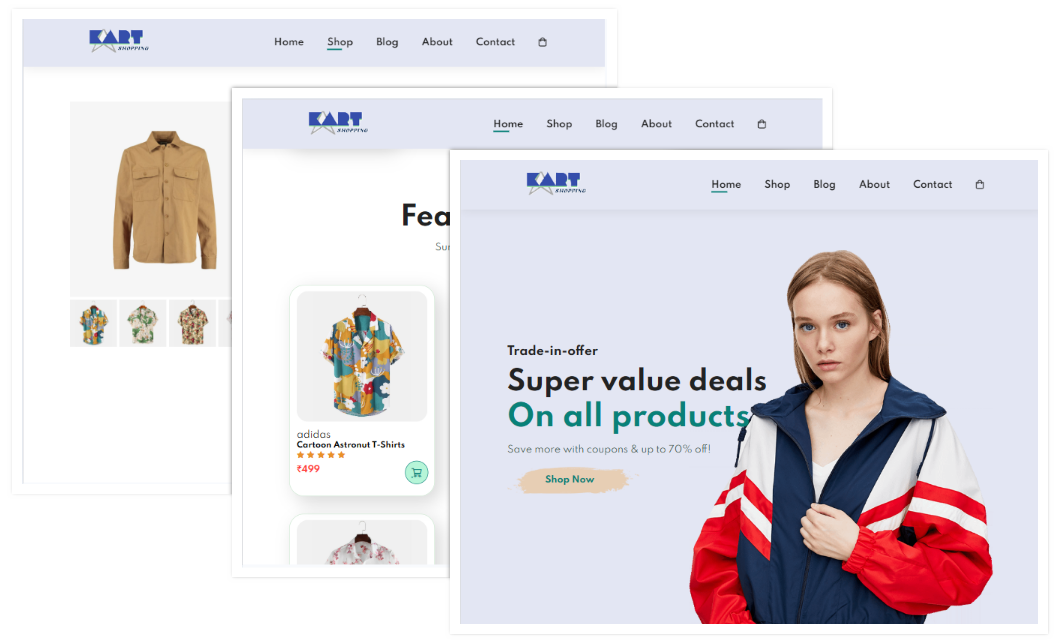 KART
SHOPPING
Home Shop Blog About Contact
KART
SHOPPING
Home Shop Blog About Contact
Fea
Su
adidas
Cartoon Astronut T-Shirts
₹499
KART
SHOPPING
Home Shop Blog About Contact
Trade-in-offer
Super value deals
On all products
Save more with coupons & up to 70% off!
Shop Now